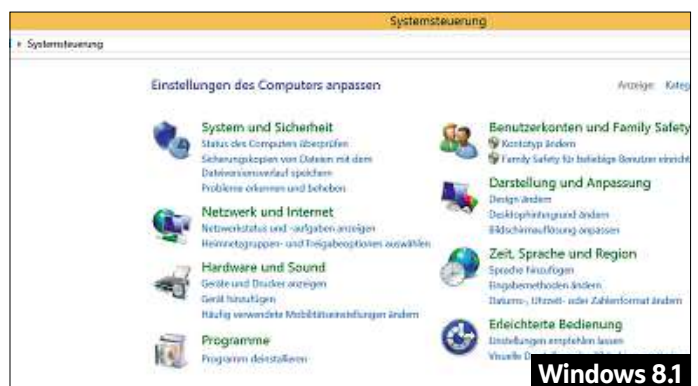 Systemsteuerung
Systemsteuerung
Einstellungen des Computers anpassen
Anzeige: Kateg
System und Sicherheit
Status des Computers überprüfen
Sicherungskopien von Dateien mit dem
Dateiversionsverlauf speichern
Probleme erkennen und beheben
Netzwerk und Internet
Netzwerkstatus und -aufgaben anzeigen
Heimnetzgruppen- und Freigabeoptionen auswählen
Hardware und Sound
Geräte und Drucker anzeigen
Gerät hinzufügen
Häufig verwendete Mobilitätseinstellungen ändern
Programme
Programm deinstallieren
Benutzerkonten und Family Safety
Kontotyp ändern
Family Safety für beliebige Benutzer einricht
Darstellung und Anpassung
Design ändern
Desktophintergrund ändern
Bildschirmauflösung anpassen
Zeit, Sprache und Region
Sprache hinzufügen
Eingabemethoden ändern
Datums-, Uhrzeit- oder Zahlenformat ändern
Erleichterte Bedienung
Einstellungen empfehlen lassen
Visuelle
Windows 8.1